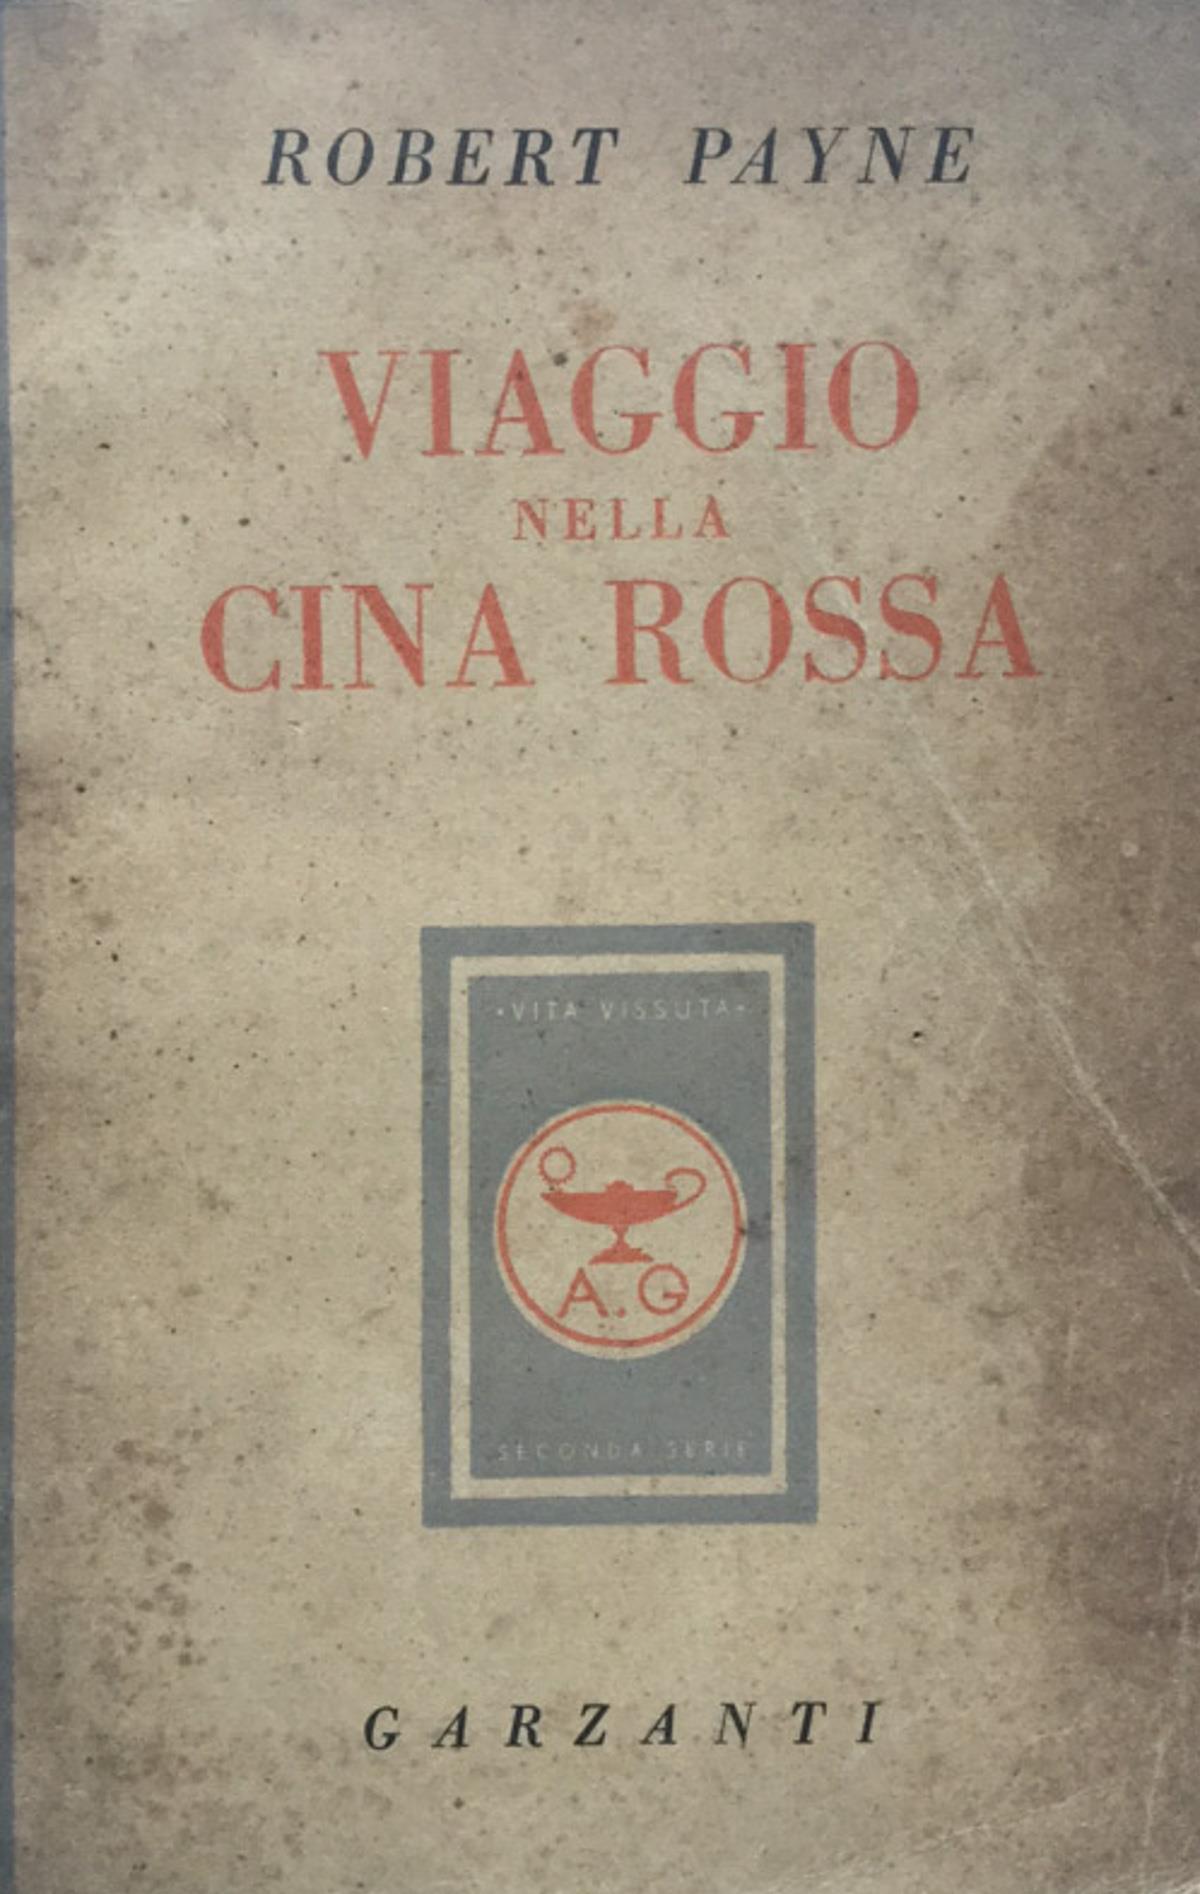 ROBERT PAYNE
VIAGGIO
NELLA
CINA ROSSA
•VITA VISSUTA•
A.G
SECONDA SERIE
GARZANTI